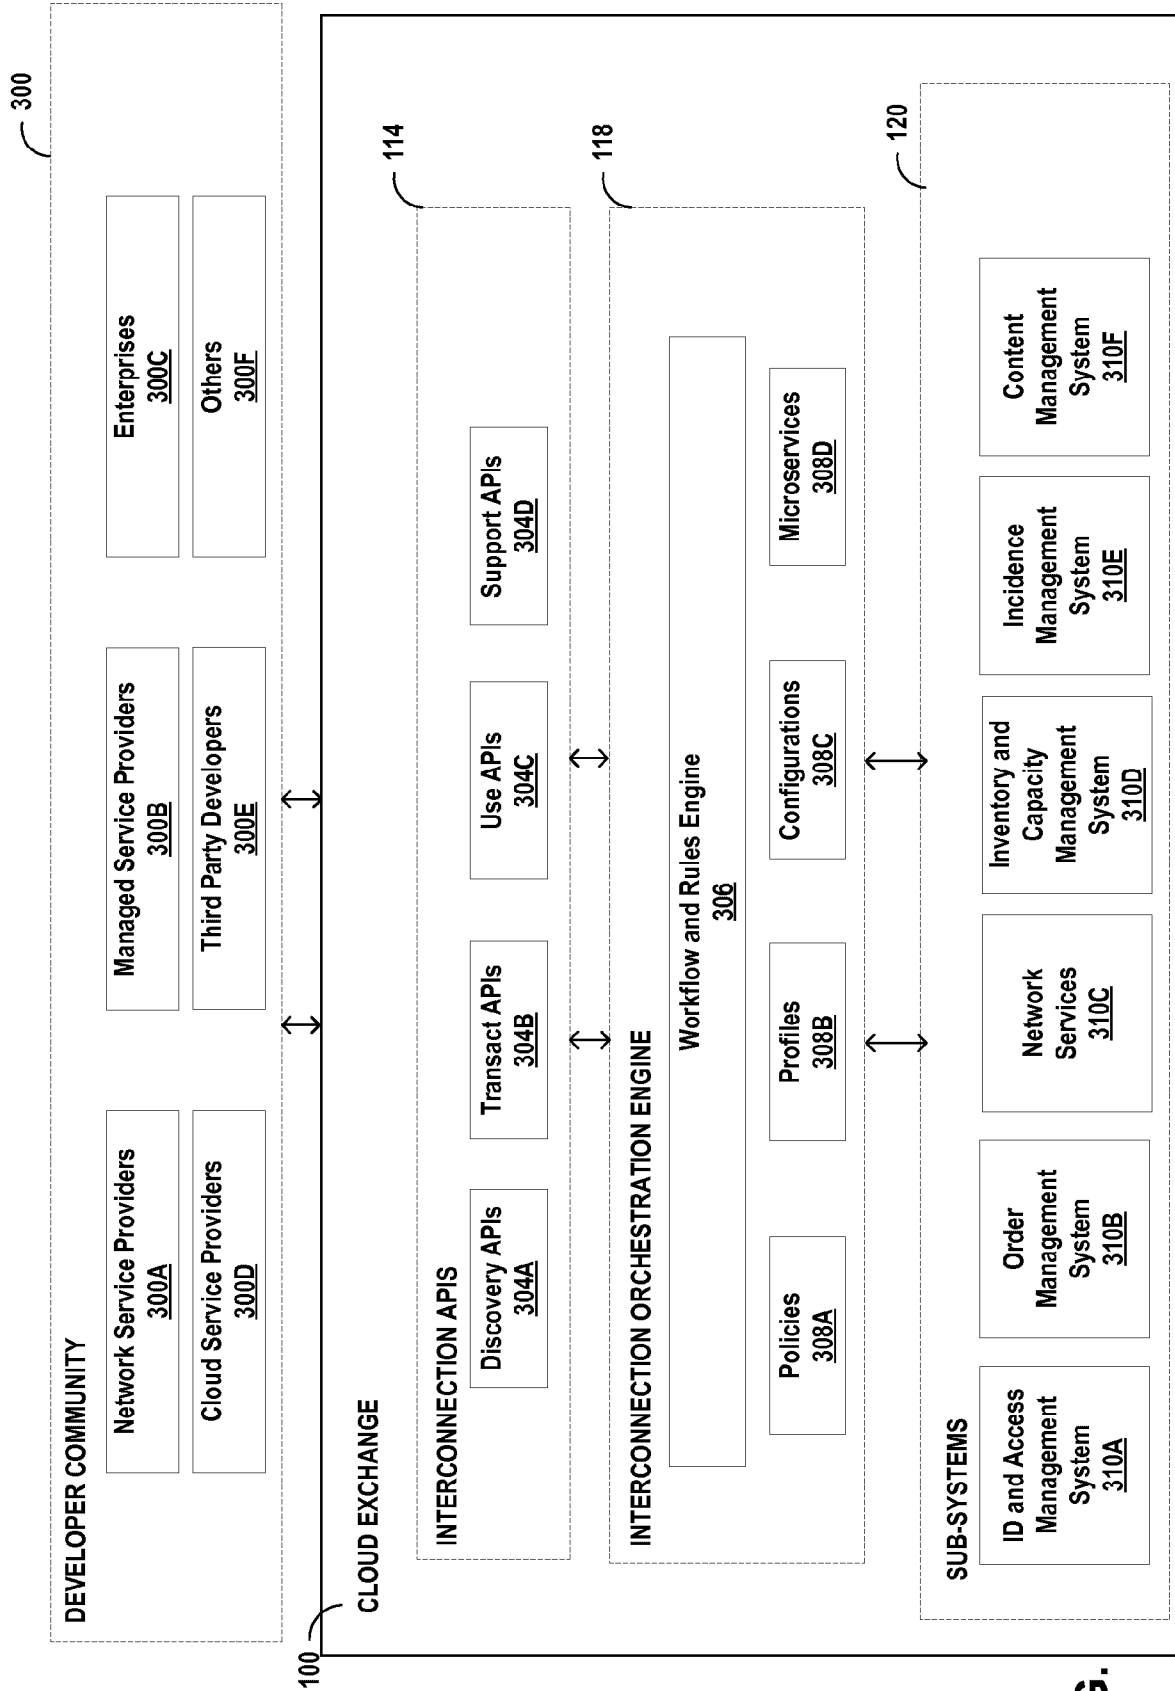 300
DEVELOPER COMMUNITY
Network Service Providers
300A
Managed Service Providers
300B
Enterprises
300C
Cloud Service Providers
300D
Third Party Developers
300E
Others
300F
100
CLOUD EXCHANGE
114
INTERCONNECTION APIS
Discovery APIs
304A
Transact APIs
304B
Use APIs
304C
Support APIs
304D
118
INTERCONNECTION ORCHESTRATION ENGINE
Workflow and Rules Engine
306
Policies
308A
Profiles
308B
Configurations
308C
Microservices
308D
120
SUB-SYSTEMS
ID and Access
Management
System
310A
Order
Management
System
310B
Network
Services
310C
Inventory and
Capacity
Management
System
310D
Incidence
Management
System
310E
Content
Management
System
310F